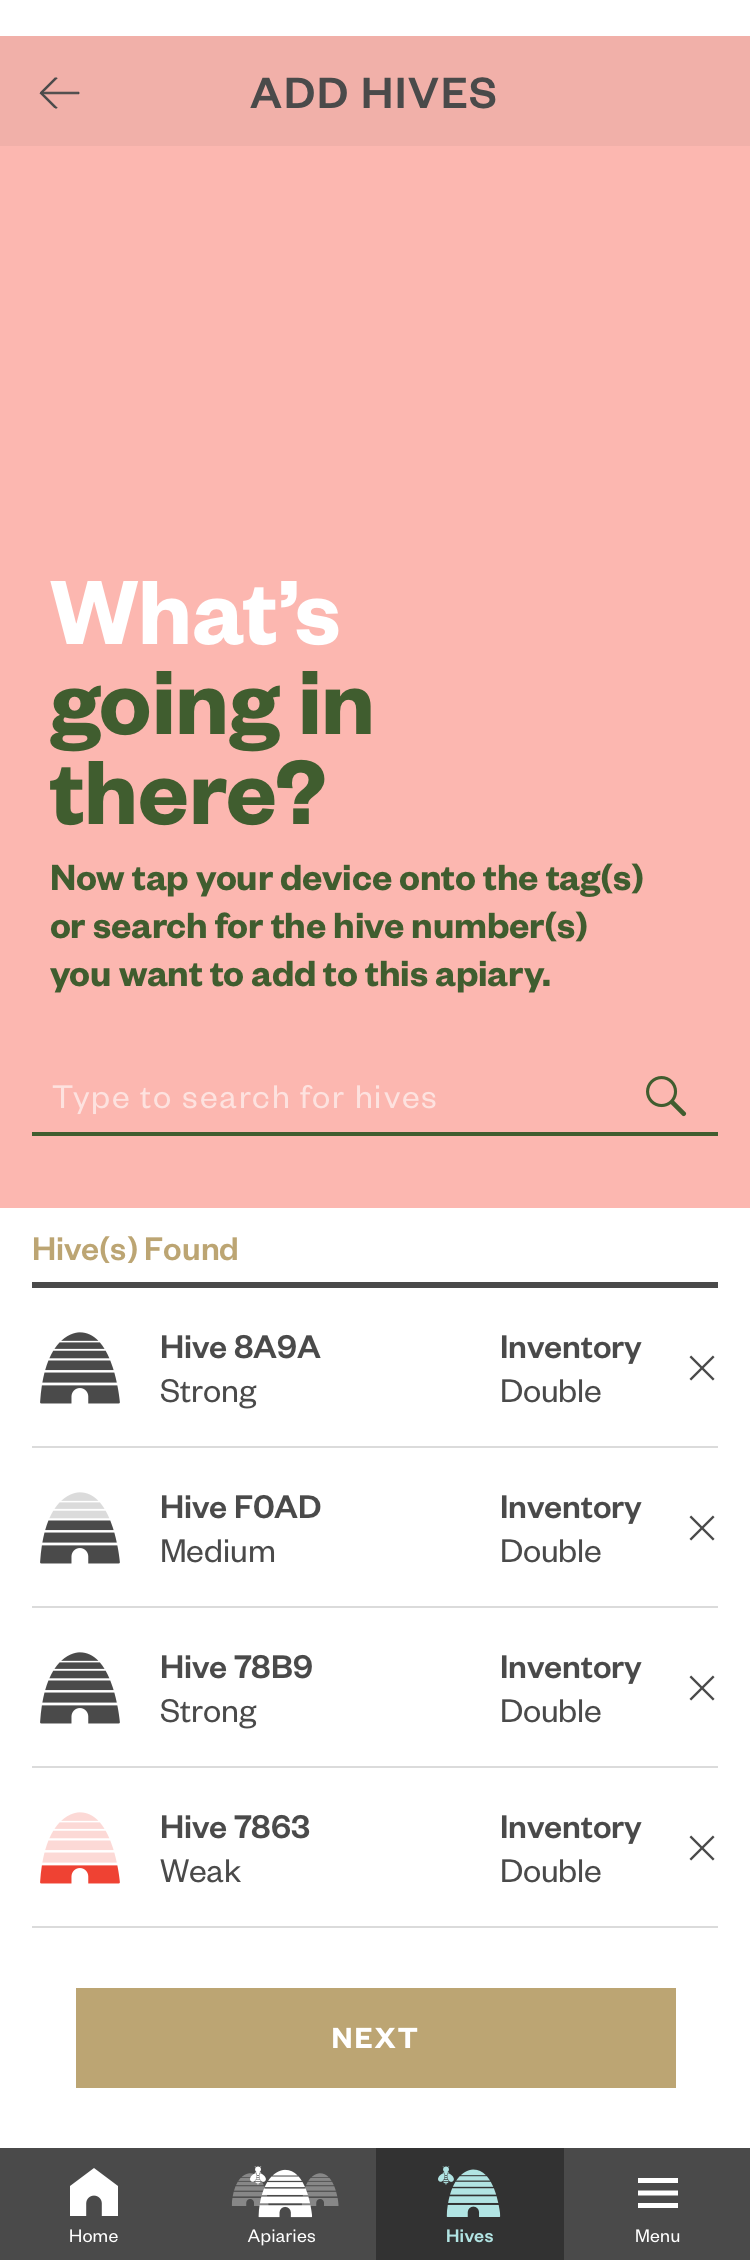 ADD HIVES
What’s
going in
there?
Now tap your device onto the tag(s)
or search for the hive number(s)
you want to add to this apiary.
Type to search for hives
Hive(s) Found
Hive 8A9A Inventory
Strong Double
Hive F0AD Inventory
Medium Double
Hive 78B9 Inventory
Strong Double
Hive 7863 Inventory
Weak Double
NEXT
Home Apiaries Hives Menu